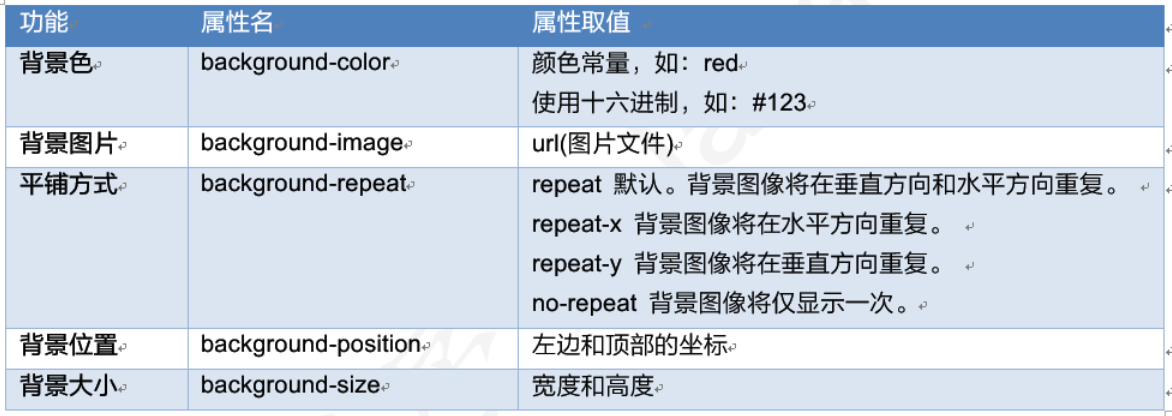 功能 属性名 属性取值
背景色 background-color 颜色常量，如：red
使用十六进制，如：#123
背景图片 background-image url(图片文件)
平铺方式 background-repeat repeat 默认。背景图像将在垂直方向和水平方向重复。
repeat-x 背景图像将在水平方向重复。
repeat-y 背景图像将在垂直方向重复。
no-repeat 背景图像将仅显示一次。
背景位置 background-position 左边和顶部的坐标
背景大小 background-size 宽度和高度